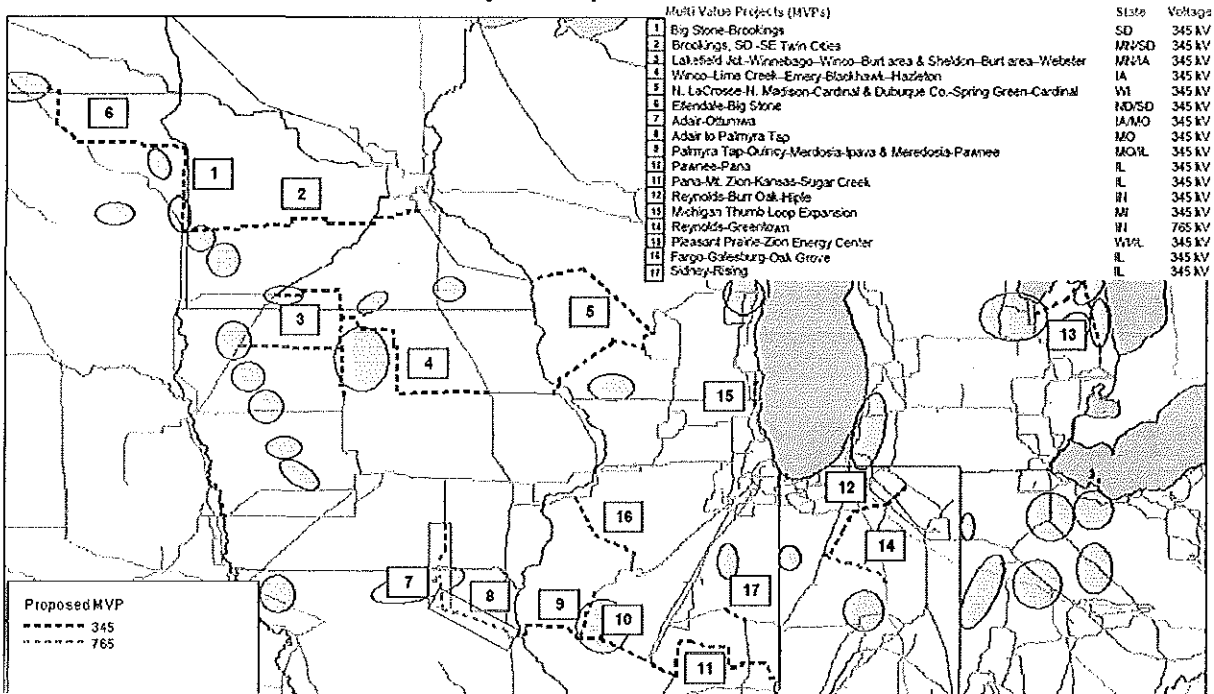 Multi Value Projects (MVPs) State Voltage
1 Big Stone-Brookings SD 345 kV
2 Brookings, SD -SE Twin Cities MN/SD 345 kV
3 Lakefield Jct.-Winnebago-Winco-Burt area & Sheldon-Burt area-Webster MN/IA 345 kV
4 Winco-Lime Creek-Emery-Blackhawk-Hazleton IA 345 kV
5 N. LaCrosse-N. Madison-Cardinal & Dubuque Co.-Spring Green-Cardinal WI 345 kV
6 Ellendale-Big Stone ND/SD 345 kV
7 Adair-Ottumwa IA/MO 345 kV
8 Adair to Palmyra Tap MO 345 kV
9 Palmyra Tap-Quincy-Merdosia-Ipava & Meredosia-Pawnee MO/IL 345 kV
10 Pawnee-Pana IL 345 kV
11 Pana-Mt. Zion-Kansas-Sugar Creek IL 345 kV
12 Reynolds-Burr Oak-Hiple IN 345 kV
13 Michigan Thumb Loop Expansion MI 345 kV
14 Reynolds-Greentown IN 765 kV
15 Pleasant Prairie-Zion Energy Center WI/IL 345 kV
16 Fargo-Galesburg-Oak Grove IL 345 kV
17 Sidney-Rising IL 345 kV
6
1
2
3
5
4
13
15
12
16
14
7
8
9
10
17
11
Proposed MVP
345
765